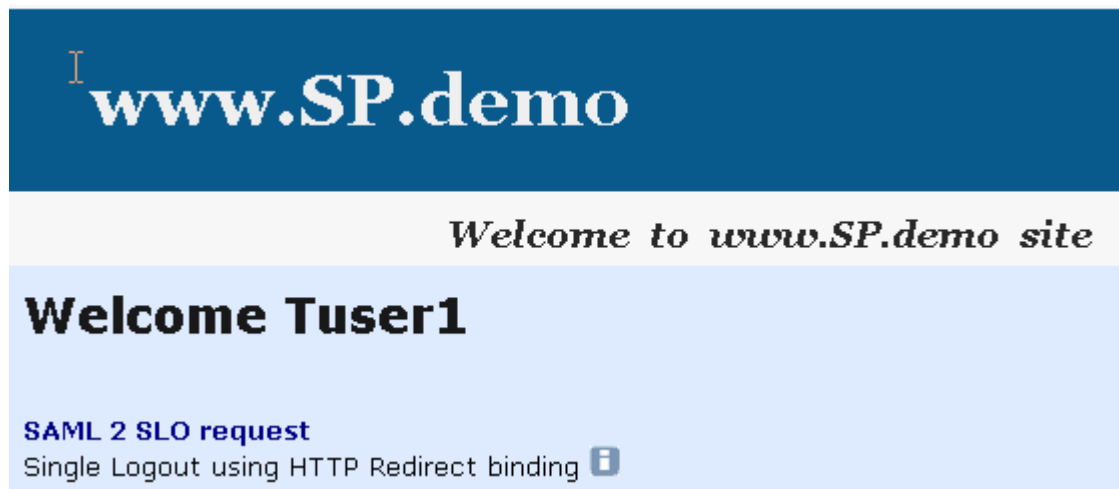 www.SP.demo
Welcome to www.SP.demo site
Welcome Tuser1
SAML 2 SLO request
Single Logout using HTTP Redirect binding